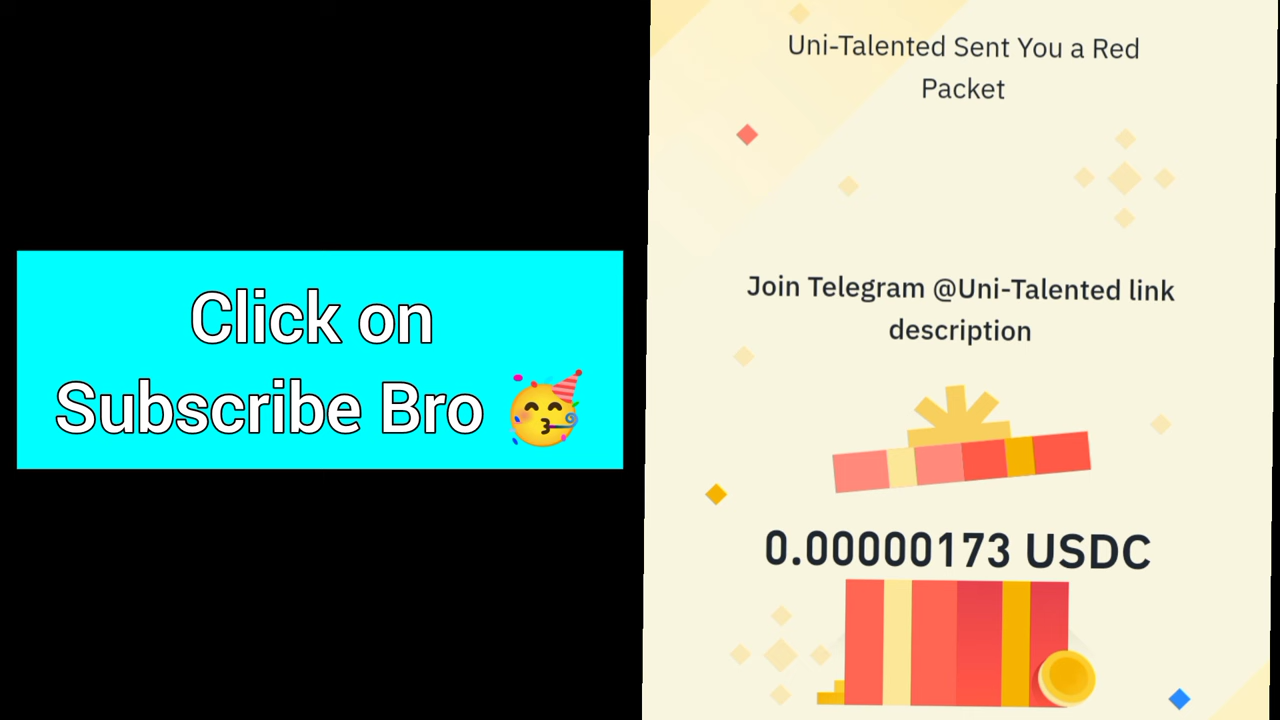 Click on
Subscribe Bro 🥳
Uni-Talented Sent You a Red
Packet
Join Telegram @Uni-Talented link
description
0.00000173 USDC